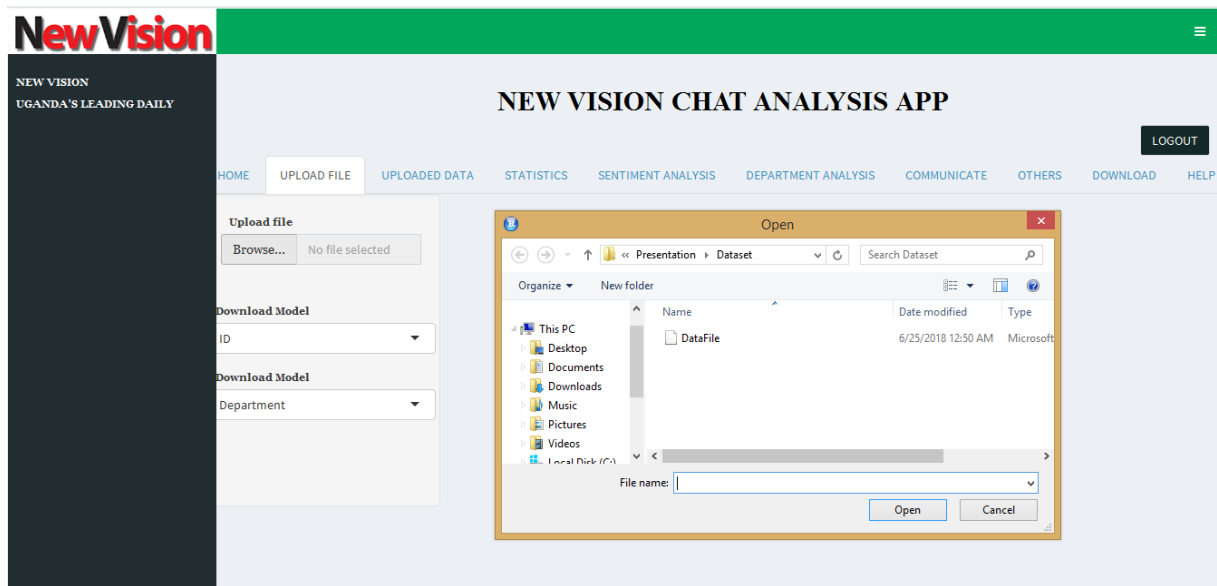 NewVision
≡
NEW VISION
UGANDA'S LEADING DAILY
NEW VISION CHAT ANALYSIS APP
LOGOUT
HOME UPLOAD FILE UPLOADED DATA STATISTICS SENTIMENT ANALYSIS DEPARTMENT ANALYSIS COMMUNICATE OTHERS DOWNLOAD HELP
Upload file
Browse... No file selected
Download Model
ID
Download Model
Department
R Open
« Presentation Dataset Search Dataset
Organize New folder
Name Date modified Type
This PC
DataFile 6/25/2018 12:50 AM Microsoft
Desktop
Documents
Downloads
Music
Pictures
Videos
Local Disk (C:)
File name:
Open Cancel